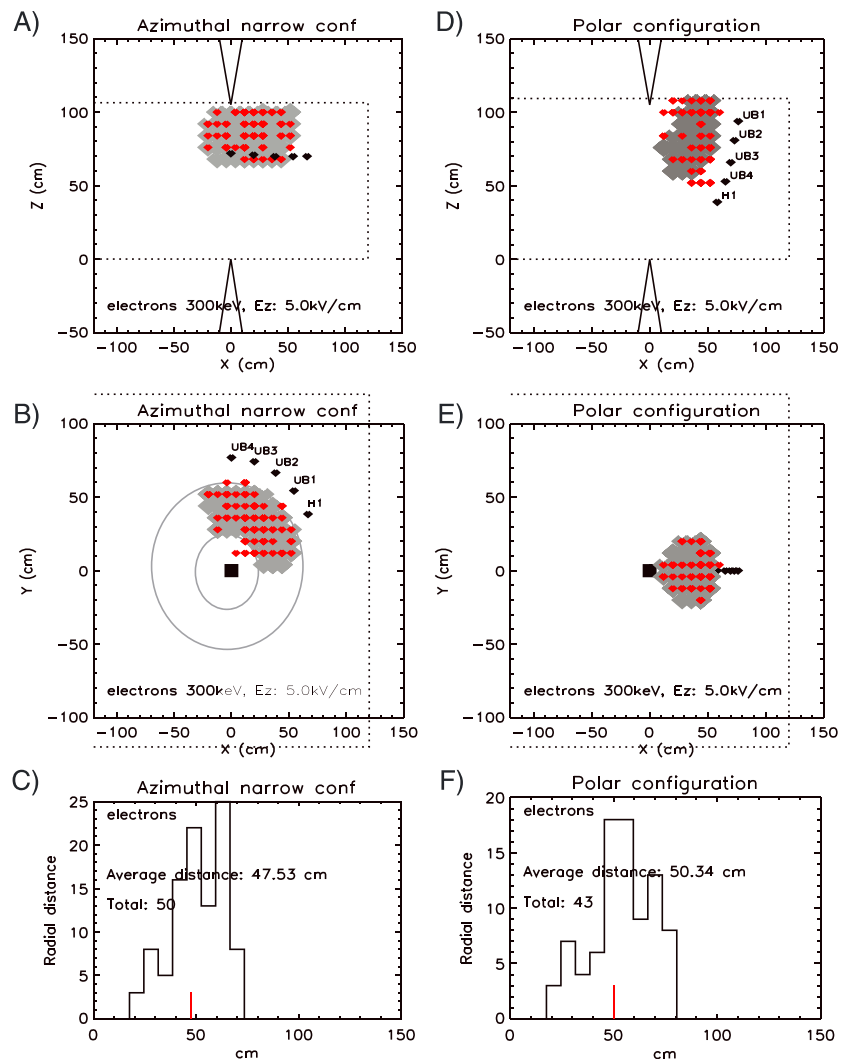 A)
Azimuthal narrow conf
150
100
50
0
−50
Z (cm)
electrons 300keV, Ez: 5.0kV/cm
−100 −50 0 50 100 150
X (cm)
D)
Polar configuration
150
100
50
0
−50
Z (cm)
UB1
UB2
UB3
UB4
H1
electrons 300keV, Ez: 5.0kV/cm
−100 −50 0 50 100 150
X (cm)
B)
Azimuthal narrow conf
100
50
0
−50
−100
Y (cm)
UB4
UB3
UB2
UB1
H1
electrons 300keV, Ez: 5.0kV/cm
−100 −50 0 50 100 150
X (cm)
E)
Polar configuration
100
50
0
−50
−100
Y (cm)
electrons 300keV, Ez: 5.0kV/cm
−100 −50 0 50 100 150
X (cm)
C)
Azimuthal narrow conf
25
20
15
10
5
0
Radial distance
electrons
Average distance: 47.53 cm
Total: 50
0 50 100 150
cm
F)
Polar configuration
20
15
10
5
0
Radial distance
electrons
Average distance: 50.34 cm
Total: 43
0 50 100 150
cm